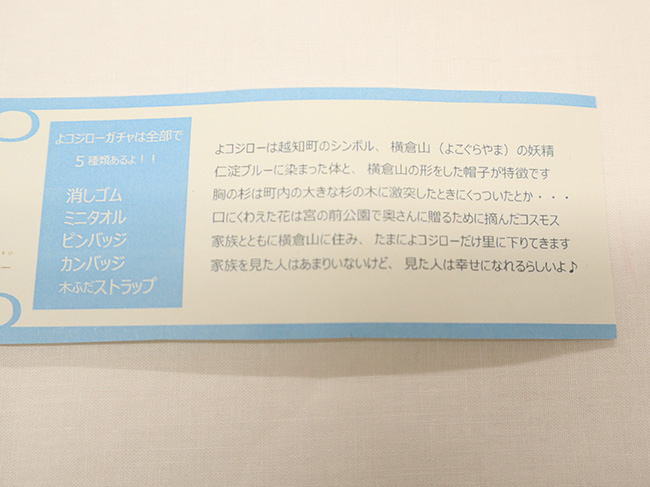 よコジローガチャは全部で
5種類あるよ!!
消しゴム
ミニタオル
ピンバッジ
カンバッジ
木ふだストラップ
よコジローは越知町のシンボル、横倉山（よこぐらやま）の妖精
仁淀ブルーに染まった体と、横倉山の形をした帽子が特徴です
胸の杉は町内の大きな杉の木に激突したときにくっついたとか・・・
口にくわえた花は宮の前公園で奥さんに贈るために摘んだコスモス
家族とともに横倉山に住み、たまによコジローだけ里に下りてきます
家族を見た人はあまりいないけど、見た人は幸せになれるらしいよ♪